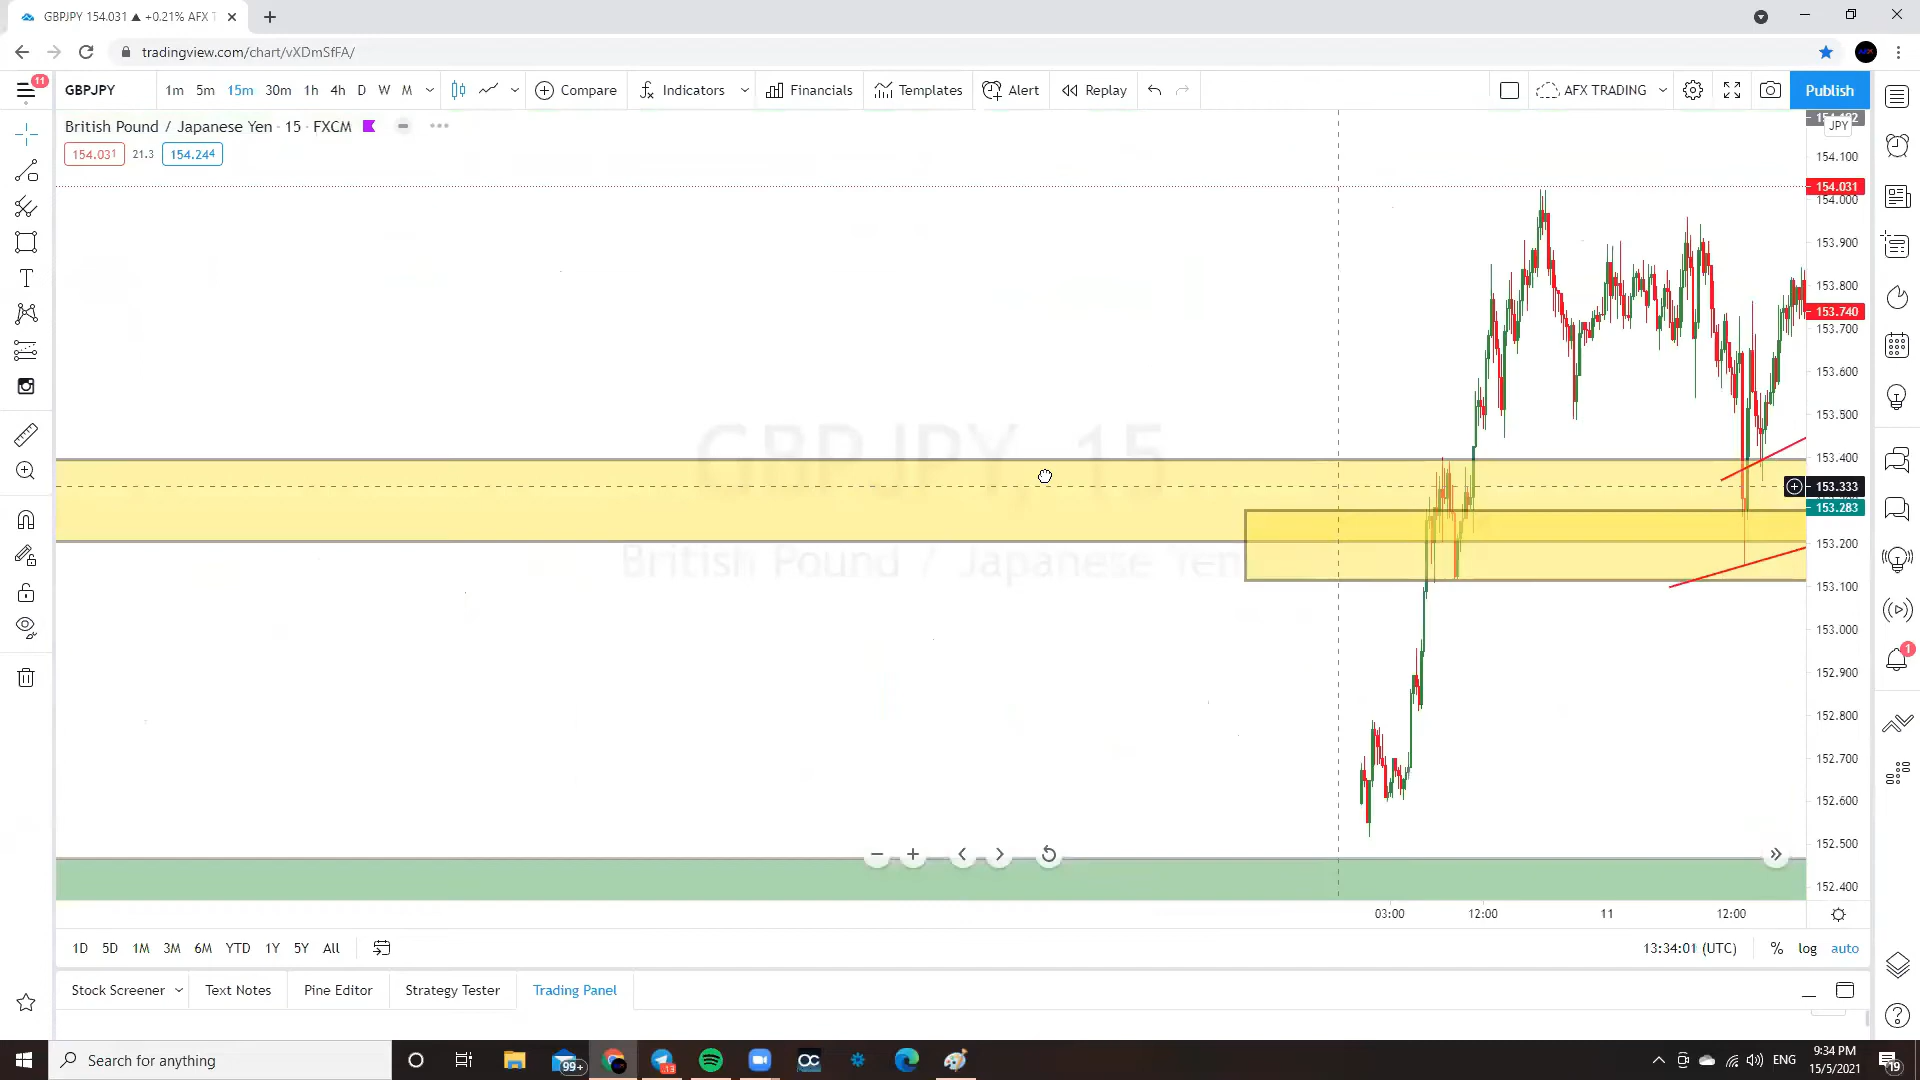 GBPJPY 154.031 ▲ +0.21% AFX T
tradingview.com/chart/vXDmSfFA/
11
GBPJPY 1m 5m 15m 30m 1h 4h D W M Compare Indicators Financials Templates Alert Replay AFX TRADING Publish
British Pound / Japanese Yen · 15 · FXCM
154.031 21.3 154.244
JPY
154.100
154.031
154.000
153.900
153.800
153.740
153.700
153.600
153.500
153.400
153.333
153.283
153.200
153.100
153.000
152.900
152.800
152.700
152.600
152.500
152.400
GBPJPY, 15
British Pound / Japanese Yen
1
03:00 12:00 11 12:00
1D 5D 1M 3M 6M YTD 1Y 5Y All 13:34:01 (UTC) % log auto
Stock Screener Text Notes Pine Editor Strategy Tester Trading Panel
Search for anything 99+ 13 OC ENG 9:34 PM
15/5/2021
19